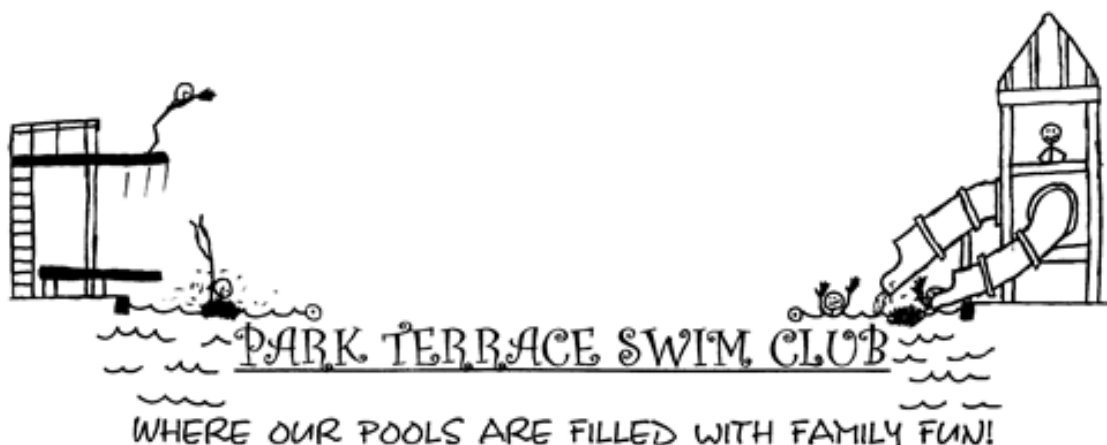 PARK TERRACE SWIM CLUB
WHERE OUR POOLS ARE FILLED WITH FAMILY FUN!